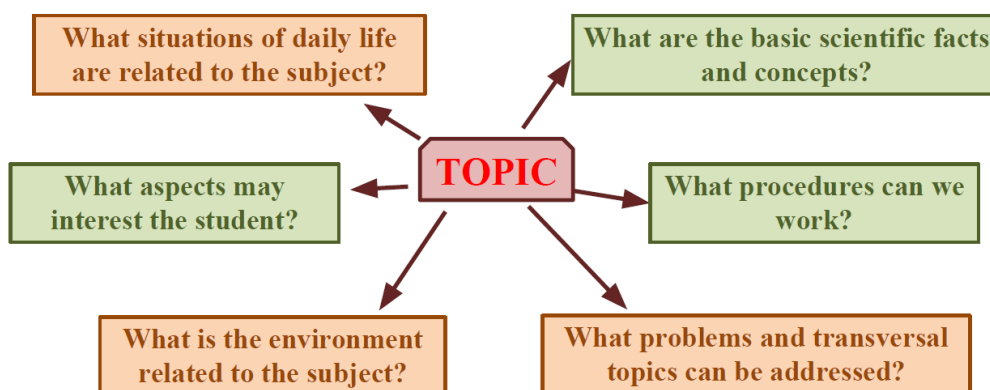 What situations of daily life
are related to the subject?
What are the basic scientific facts
and concepts?
TOPIC
What aspects may
interest the student?
What procedures can we
work?
What is the environment
related to the subject?
What problems and transversal
topics can be addressed?